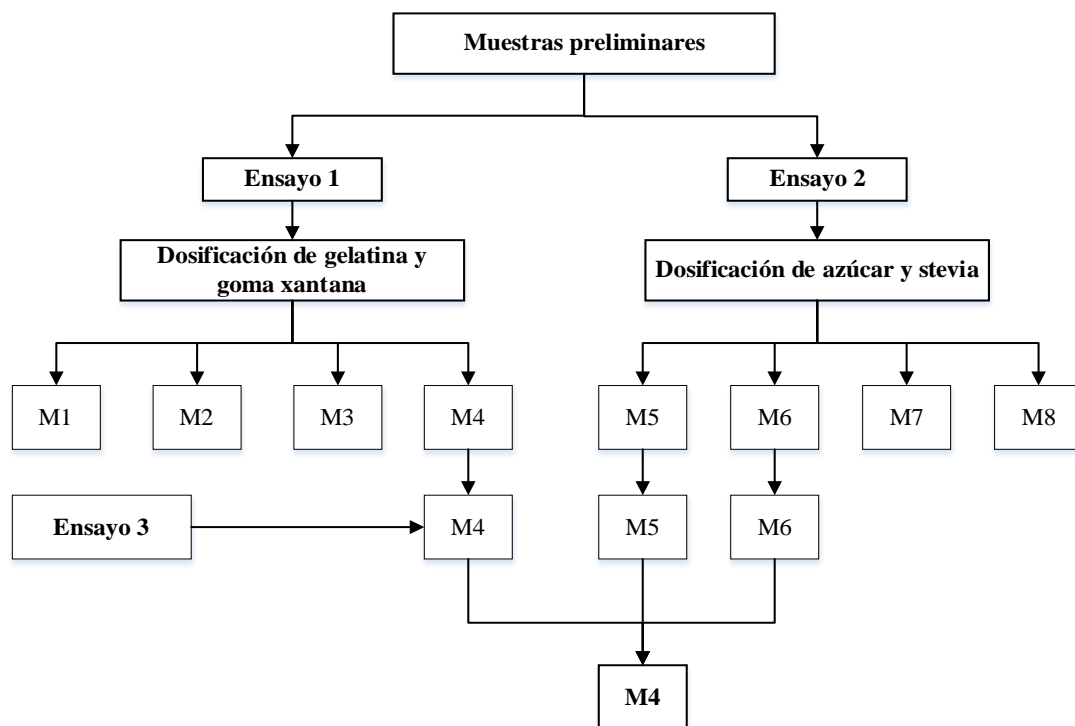 Muestras preliminares
Ensayo 1
Ensayo 2
Dosificación de gelatina y
goma xantana
Dosificación de azúcar y stevia
M1
M2
M3
M4
M5
M6
M7
M8
Ensayo 3
M4
M5
M6
M4